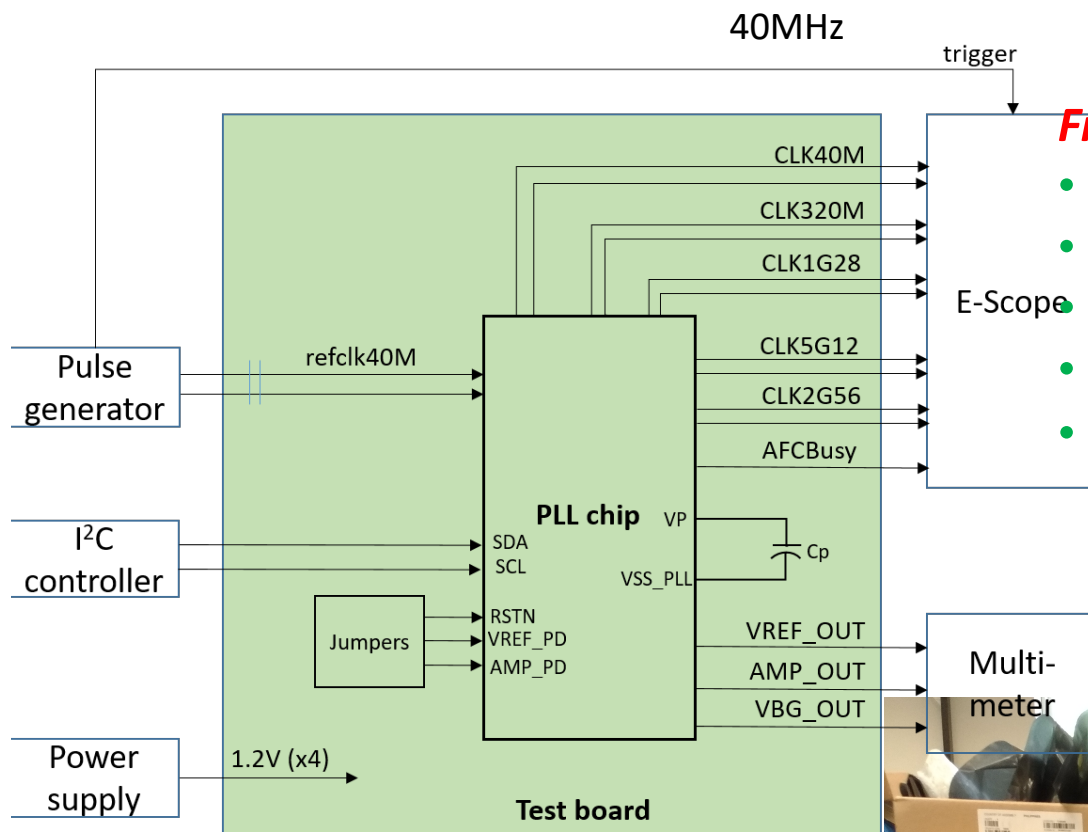 40MHz
trigger
Fr
CLK40M
CLK320M
CLK1G28
E-Scope
Pulse
generator
refclk40M
CLK5G12
CLK2G56
AFCBusy
PLL chip
VP
Cp
VSS_PLL
I²C
controller
SDA
SCL
Jumpers
RSTN
VREF_PD
AMP_PD
VREF_OUT
AMP_OUT
VBG_OUT
Multi-
meter
Power
supply
1.2V (x4)
Test board